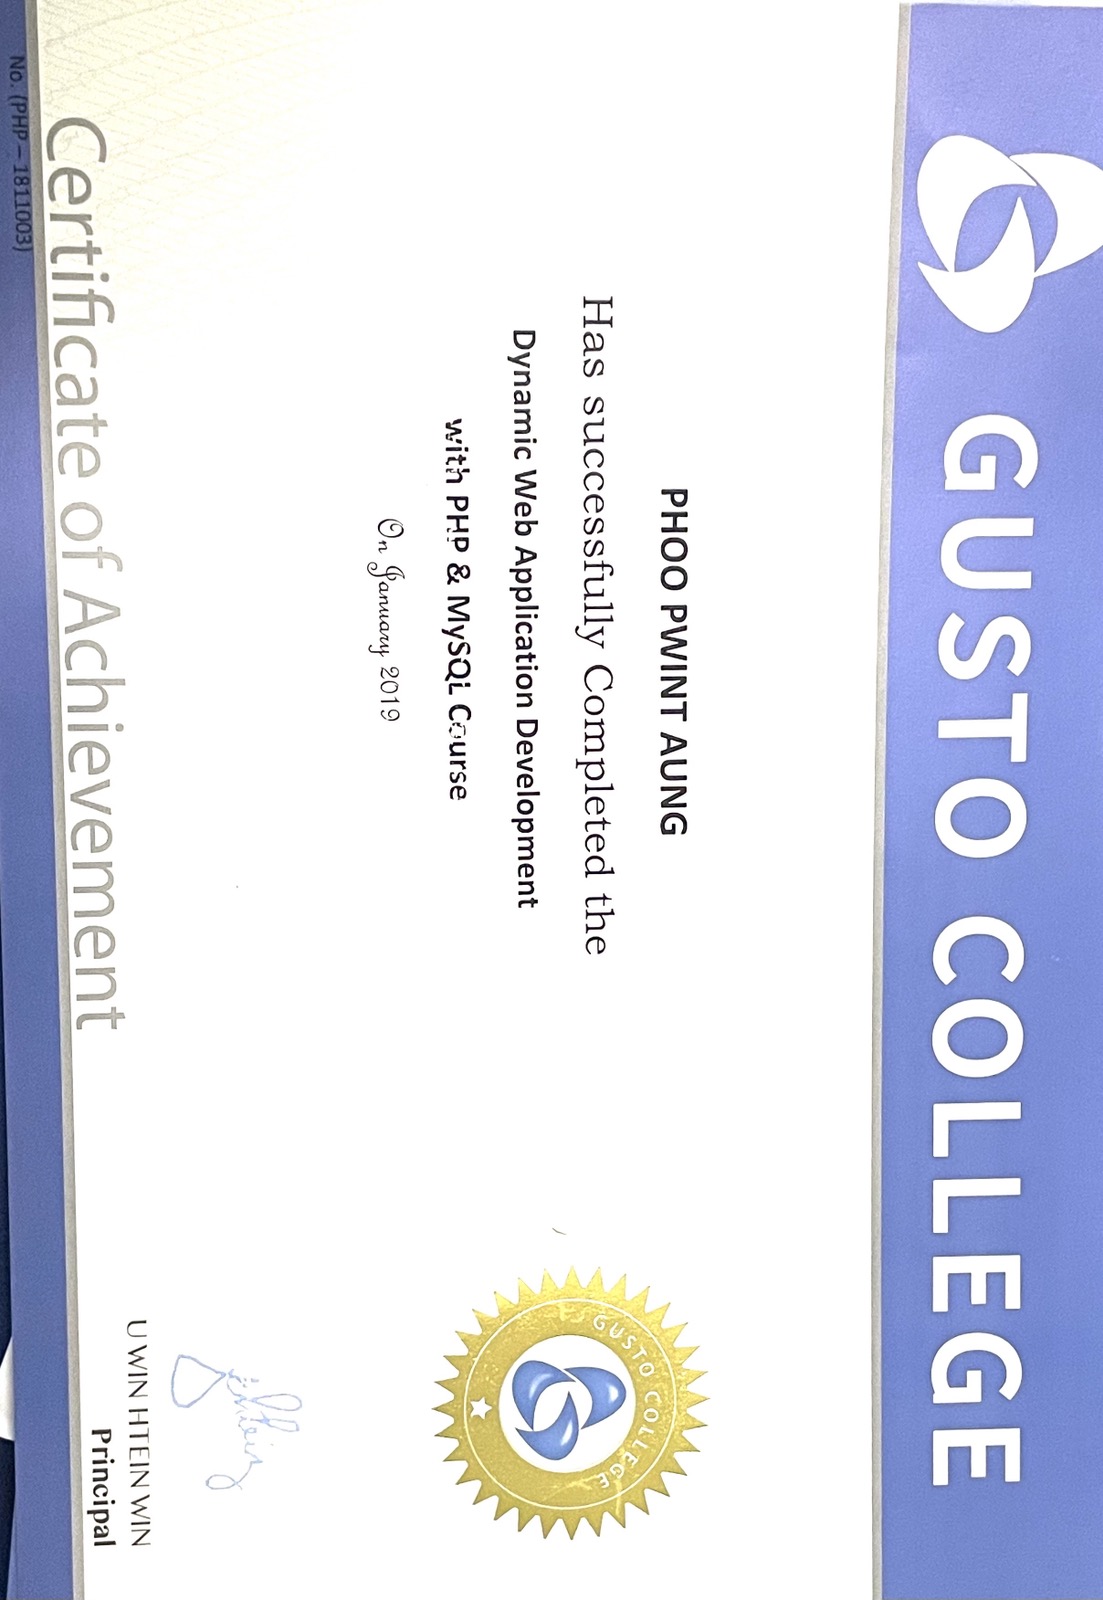 GUSTO COLLEGE
PHOO PWINT AUNG
Has successfully Completed the
Dynamic Web Application Development
with PHP & MySQL Course
On January 2019
GUSTO COLLEGE
U WIN HTEIN WIN
Principal
Certificate of Achievement
No. (PHP – 1811003)